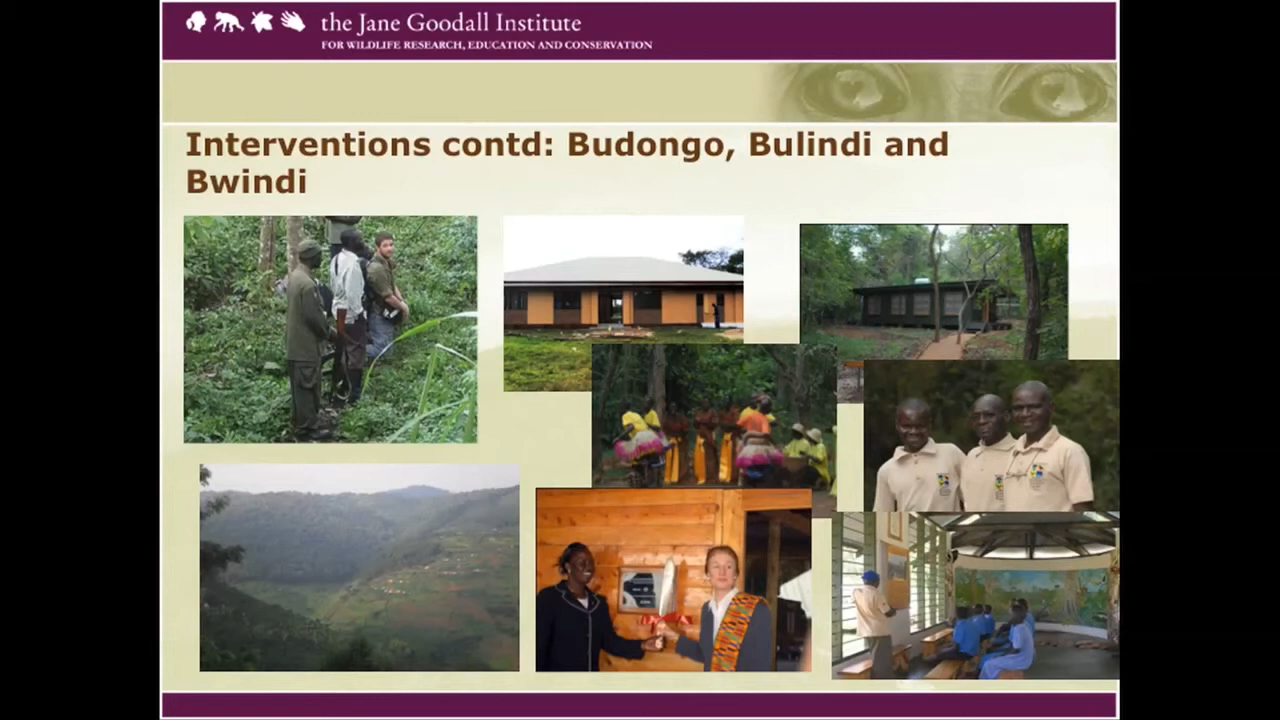 the Jane Goodall Institute
FOR WILDLIFE RESEARCH, EDUCATION AND CONSERVATION
Interventions contd: Budongo, Bulindi and
Bwindi